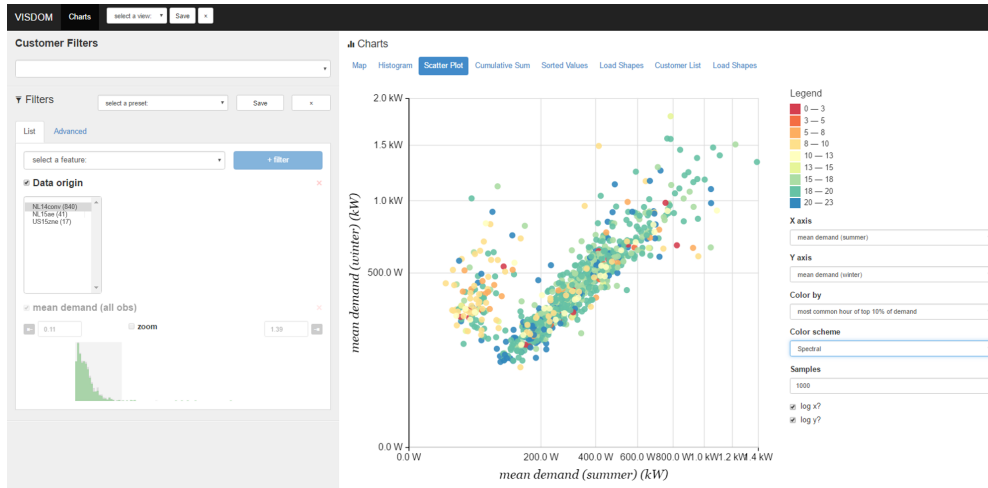 VISDOM Charts select a view: Save ×
Customer Filters
Filters select a preset: Save ×
List Advanced
select a feature: + filter
Data origin ×
NL14conv (840)
NL15ae (41)
US15zne (17)
mean demand (all obs)
0.11 zoom 1.39
Charts
Map Histogram Scatter Plot Cumulative Sum Sorted Values Load Shapes Customer List Load Shapes
2.0 kW
1.5 kW
1.0 kW
500.0 W
0.0 W
mean demand (winter) (kW)
0.0 W 200.0 W 400.0 W 600.0 W 800.0 W 1.0 kW 1.2 kW 1.4 kW
mean demand (summer) (kW)
Legend
0 — 3
3 — 5
5 — 8
8 — 10
10 — 13
13 — 15
15 — 18
18 — 20
20 — 23
X axis
mean demand (summer)
Y axis
mean demand (winter)
Color by
most common hour of top 10% of demand
Color scheme
Spectral
Samples
1000
log x?
log y?